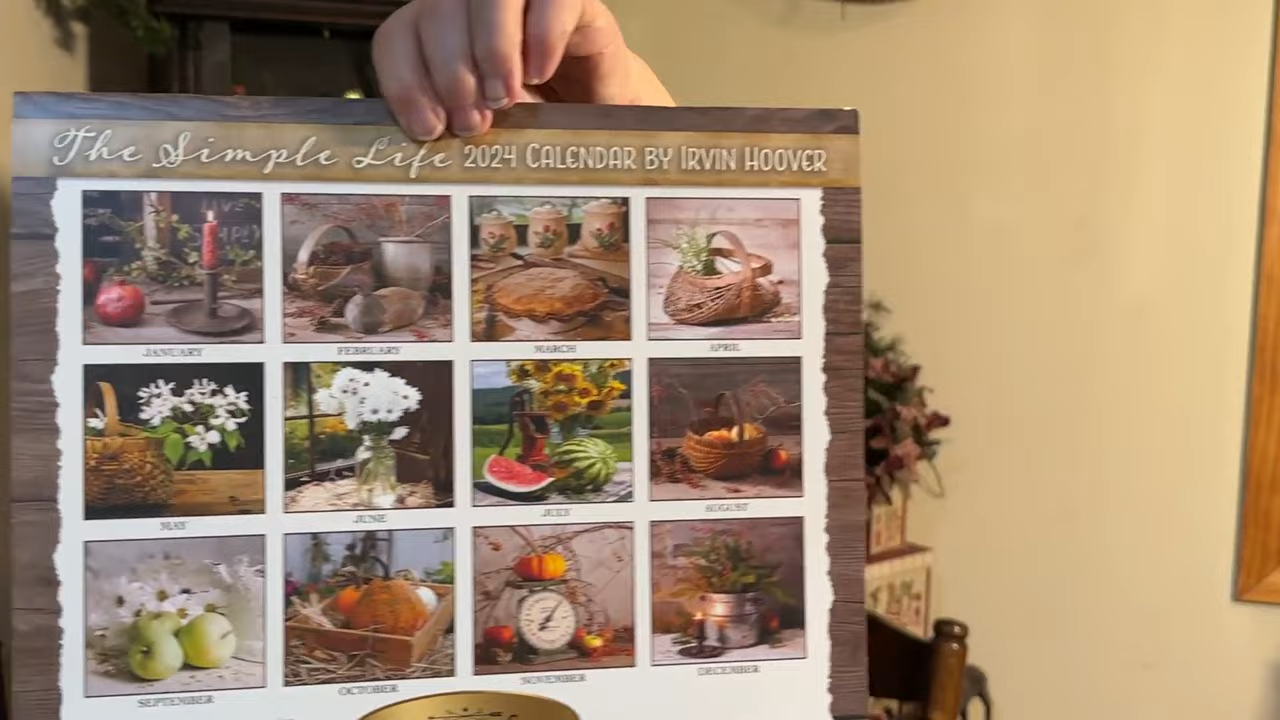 The Simple Life 2024 CALENDAR BY IRVIN HOOVER
JANUARY FEBRUARY MARCH APRIL
MAY JUNE JULY AUGUST
SEPTEMBER OCTOBER NOVEMBER DECEMBER